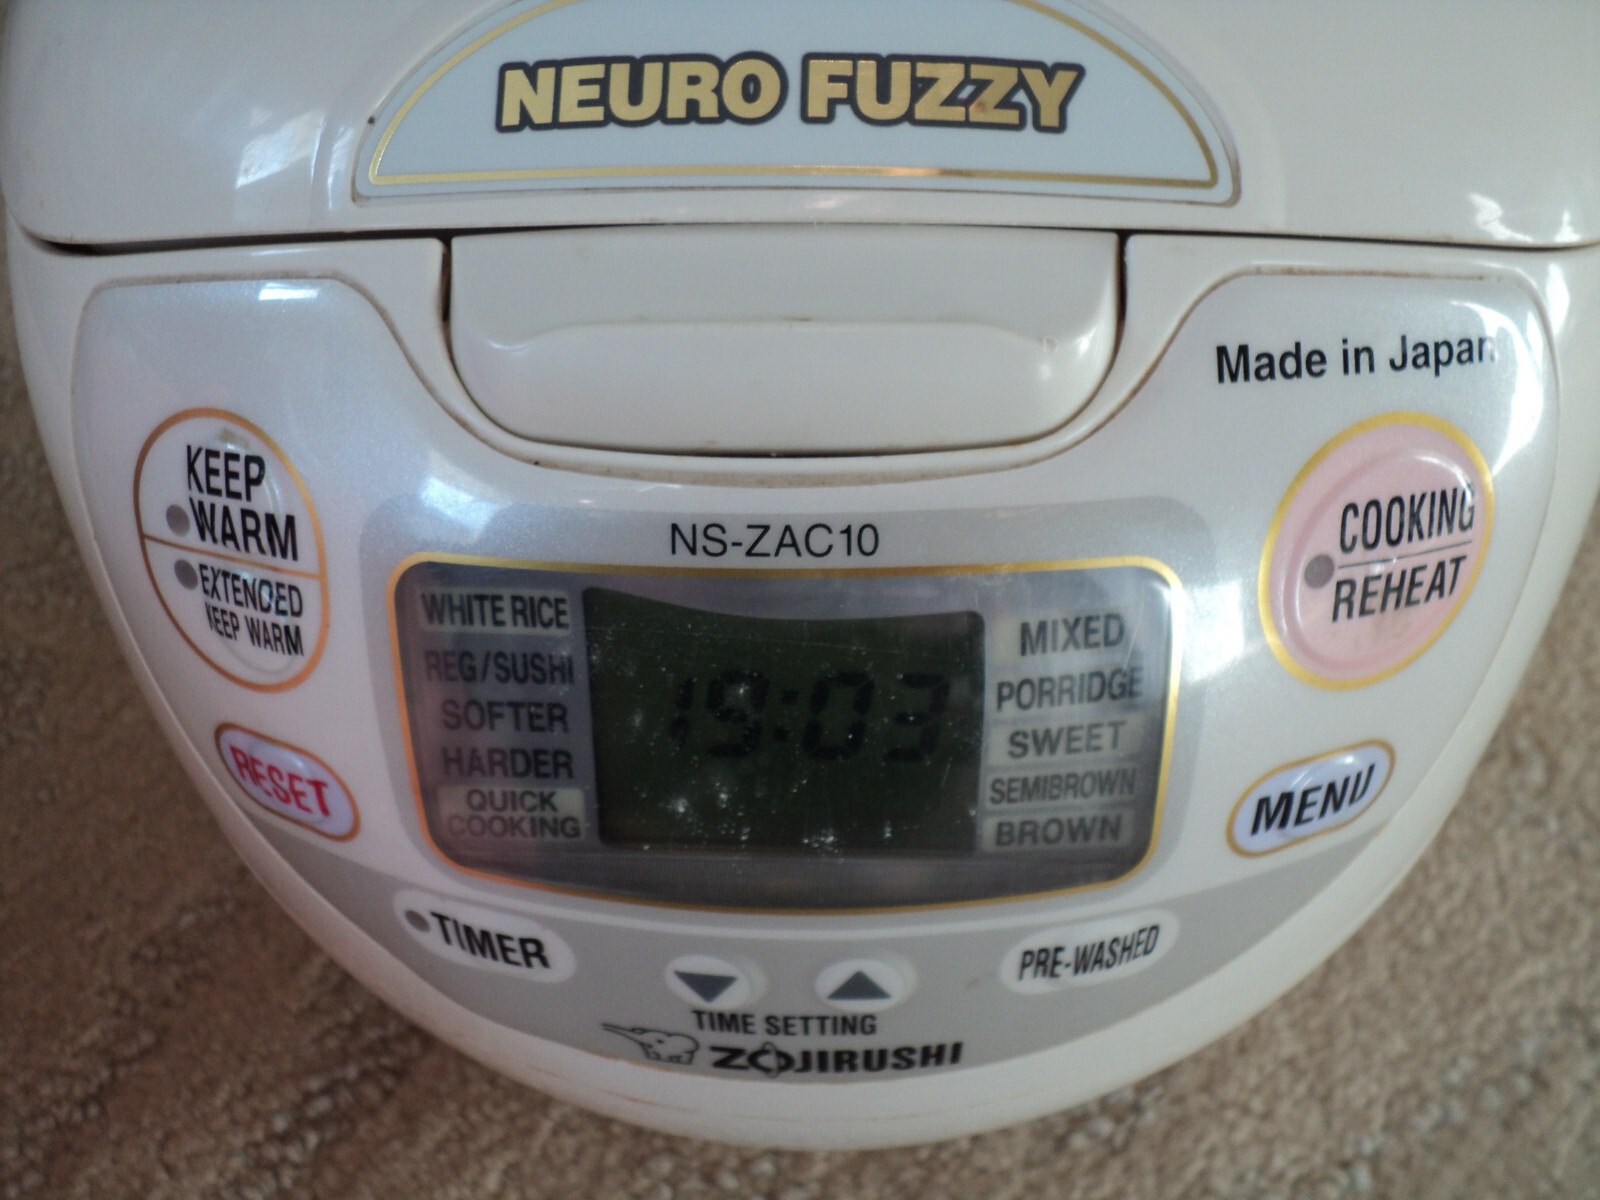 NEURO FUZZY
Made in Japan
KEEP
WARM
EXTENDED
KEEP WARM
COOKING
REHEAT
NS-ZAC10
WHITE RICE
REG/SUSHI
SOFTER
HARDER
QUICK
COOKING
19:03
MIXED
PORRIDGE
SWEET
SEMIBROWN
BROWN
RESET
MENU
TIMER
PRE-WASHED
TIME SETTING
ZOJIRUSHI